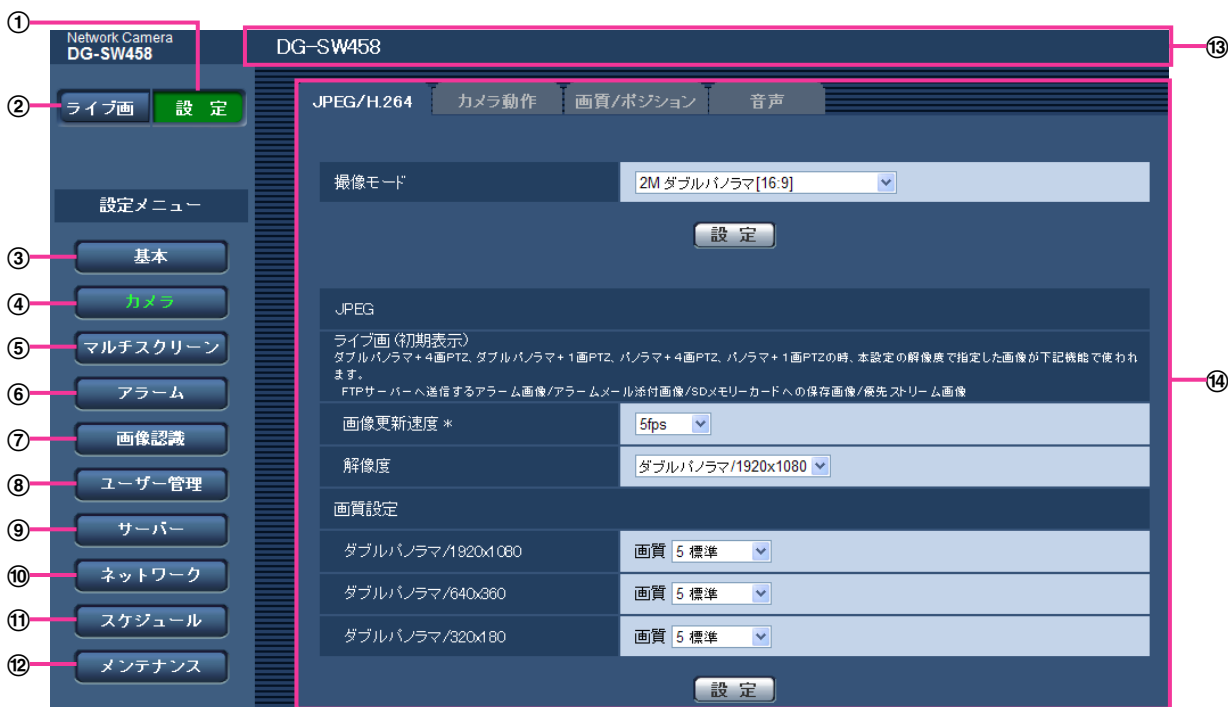 ①
Network Camera
DG-SW458
DG-SW458
⑬
② ライブ画 設 定
JPEG/H.264 カメラ動作 画質/ポジション 音声
撮像モード 2M ダブルパノラマ[16:9]
設定メニュー
設 定
③ 基本
④ カメラ
JPEG
⑤ マルチスクリーン
ライブ画(初期表示)
ダブルパノラマ+4画PTZ、ダブルパノラマ+1画PTZ、パノラマ+4画PTZ、パノラマ+1画PTZの時、本設定の解像度で指定した画像が下記機能で使われ
ます。
FTPサーバーへ送信するアラーム画像/アラームメール添付画像/SDメモリーカードへの保存画像/優先ストリーム画像
⑥ アラーム
⑭
画像更新速度 * 5fps
⑦ 画像認識
解像度 ダブルパノラマ/1920x1080
⑧ ユーザー管理
画質設定
⑨ サーバー
ダブルパノラマ/1920x1080 画質 5 標準
⑩ ネットワーク
ダブルパノラマ/640x360 画質 5 標準
⑪ スケジュール
ダブルパノラマ/320x180 画質 5 標準
⑫ メンテナンス
設 定